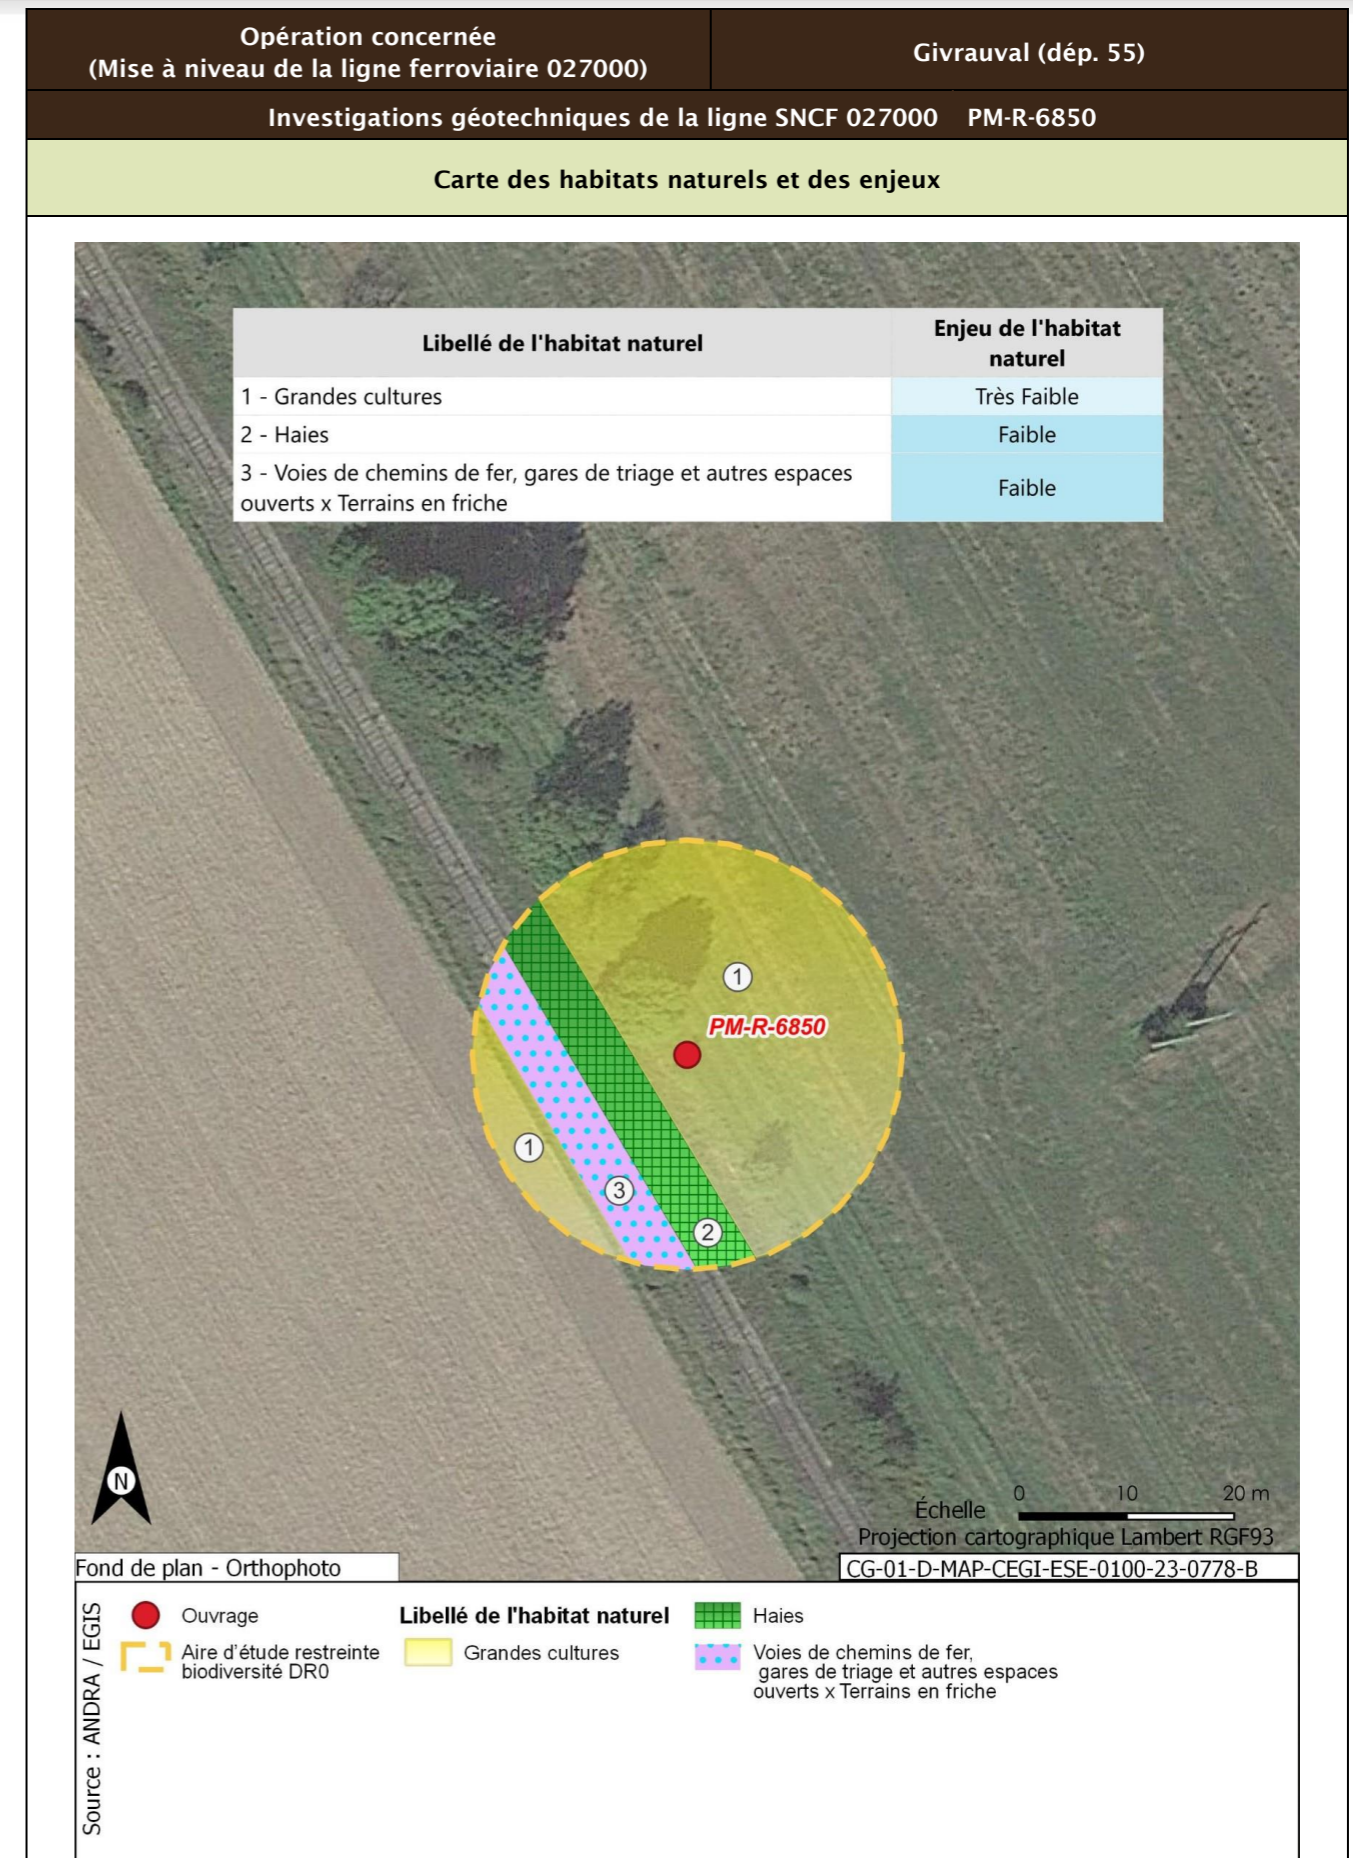 Opération concernée
(Mise à niveau de la ligne ferroviaire 027000)
Givrauval (dép. 55)
Investigations géotechniques de la ligne SNCF 027000 PM-R-6850
Carte des habitats naturels et des enjeux
Libellé de l'habitat naturel
Enjeu de l'habitat
naturel
1 - Grandes cultures
Très Faible
2 - Haies
Faible
3 - Voies de chemins de fer, gares de triage et autres espaces
ouverts x Terrains en friche
Faible
1
PM-R-6850
1
3
2
N
Échelle
0 10 20 m
Projection cartographique Lambert RGF93
Fond de plan - Orthophoto
CG-01-D-MAP-CEGI-ESE-0100-23-0778-B
Source : ANDRA / EGIS
Ouvrage
Aire d'étude restreinte
biodiversité DR0
Libellé de l'habitat naturel
Grandes cultures
Haies
Voies de chemins de fer,
gares de triage et autres espaces
ouverts x Terrains en friche